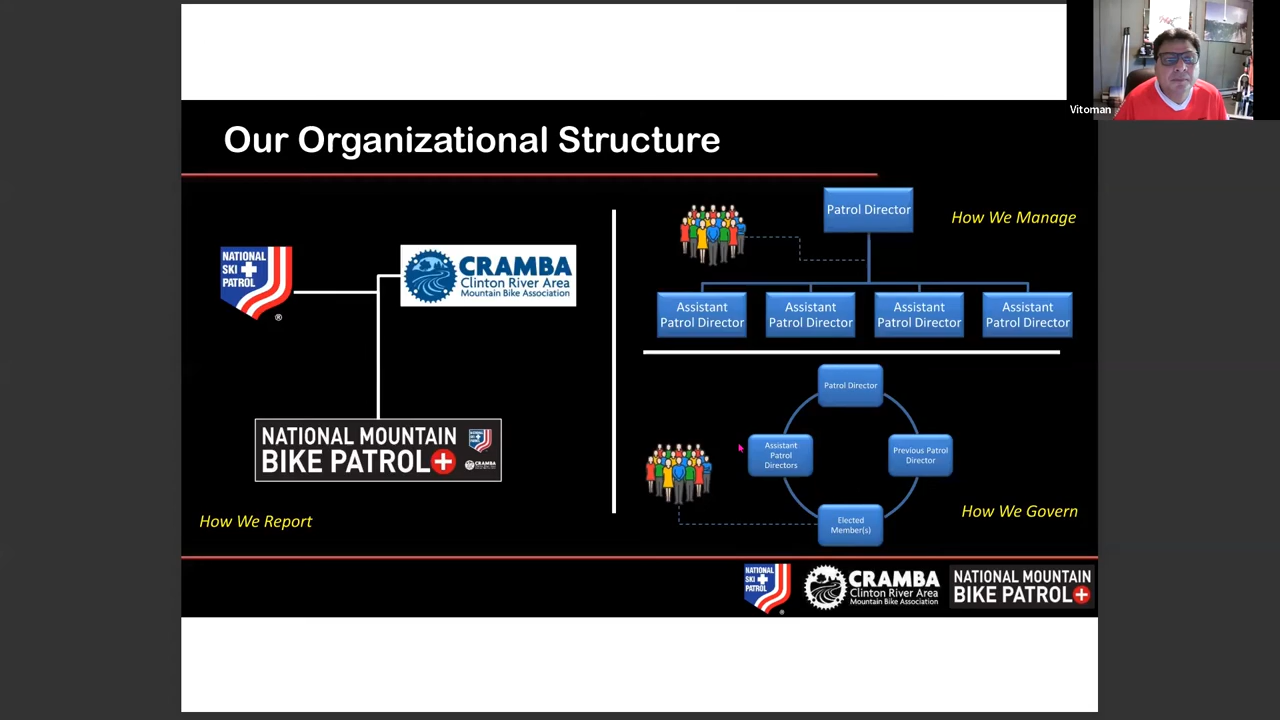 Vitoman
Our Organizational Structure
NATIONAL
SKI
PATROL
®
CRAMBA
Clinton River Area
Mountain Bike Association
NATIONAL MOUNTAIN
BIKE PATROL
How We Report
Patrol Director
How We Manage
Assistant
Patrol Director
Assistant
Patrol Director
Assistant
Patrol Director
Assistant
Patrol Director
Patrol Director
Assistant
Patrol
Directors
Previous Patrol
Director
Elected
Member(s)
How We Govern
NATIONAL
SKI
PATROL
®
CRAMBA
Clinton River Area
Mountain Bike Association
NATIONAL MOUNTAIN
BIKE PATROL